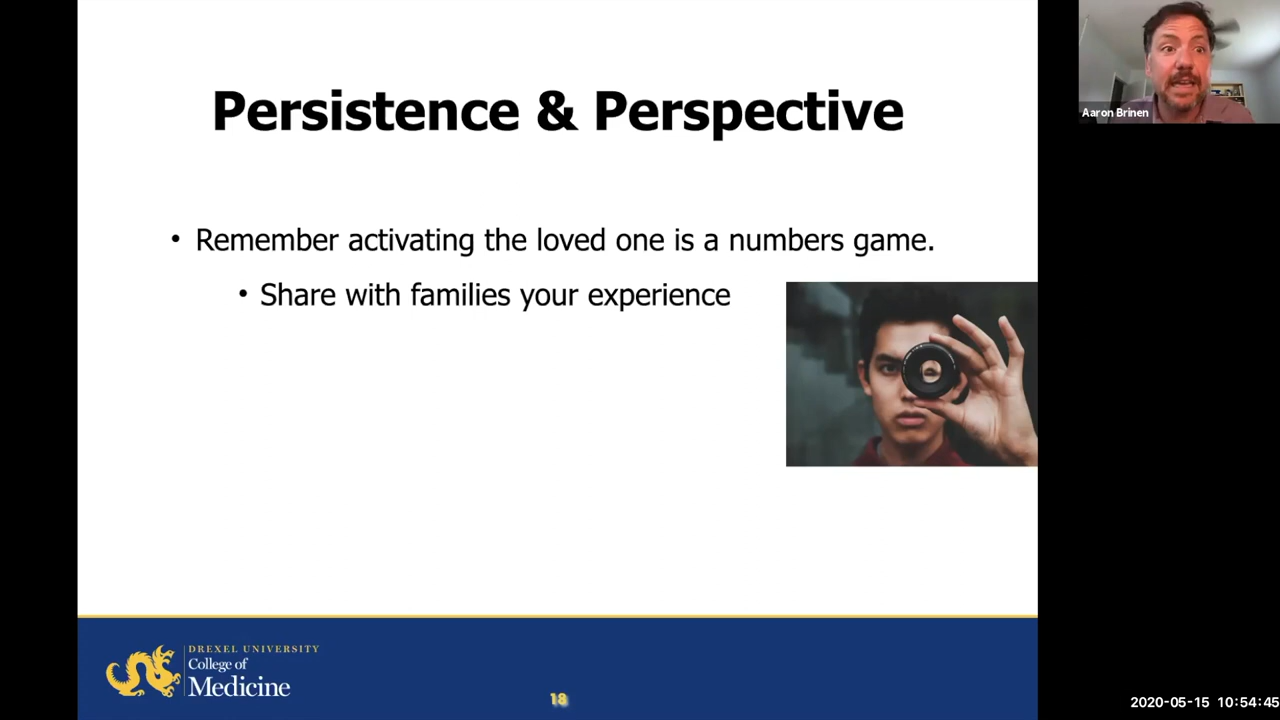 Persistence & Perspective
• Remember activating the loved one is a numbers game.
• Share with families your experience
Aaron Brinen
DREXEL UNIVERSITY
College of
Medicine
18
2020-05-15 10:54:45